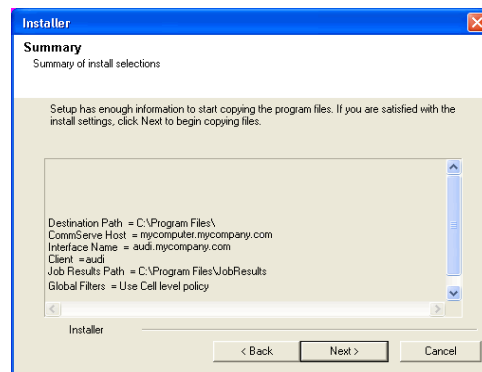 Installer
Summary
Summary of install selections
Setup has enough information to start copying the program files. If you are satisfied with the
install settings, click Next to begin copying files.
Destination Path = C:\Program Files\
CommServe Host = mycomputer.mycompany.com
Interface Name = audi.mycompany.com
Client =audi
Job Results Path = C:\Program Files\JobResults
Global Filters = Use Cell level policy
Installer
< Back Next > Cancel